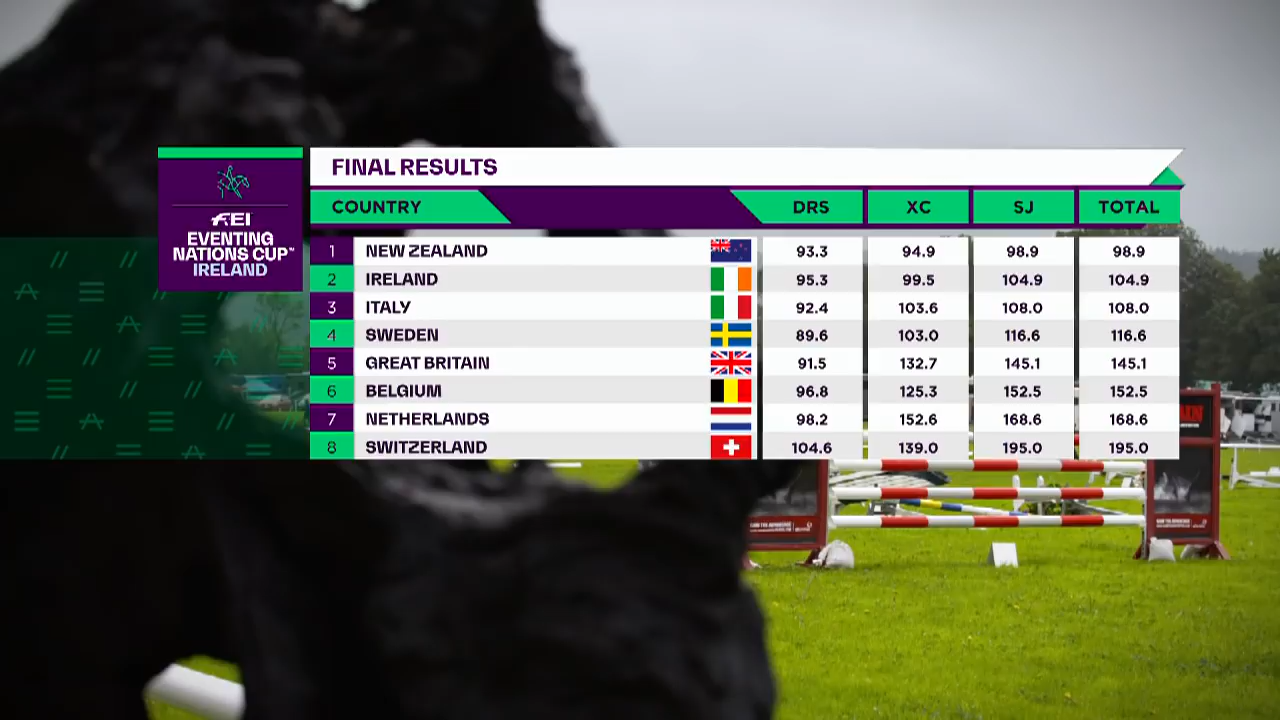 FINAL RESULTS
COUNTRY DRS XC SJ TOTAL
FEI
EVENTING
NATIONS CUP™
IRELAND
1 NEW ZEALAND 93.3 94.9 98.9 98.9
2 IRELAND 95.3 99.5 104.9 104.9
3 ITALY 92.4 103.6 108.0 108.0
4 SWEDEN 89.6 103.0 116.6 116.6
5 GREAT BRITAIN 91.5 132.7 145.1 145.1
6 BELGIUM 96.8 125.3 152.5 152.5
7 NETHERLANDS 98.2 152.6 168.6 168.6
8 SWITZERLAND 104.6 139.0 195.0 195.0